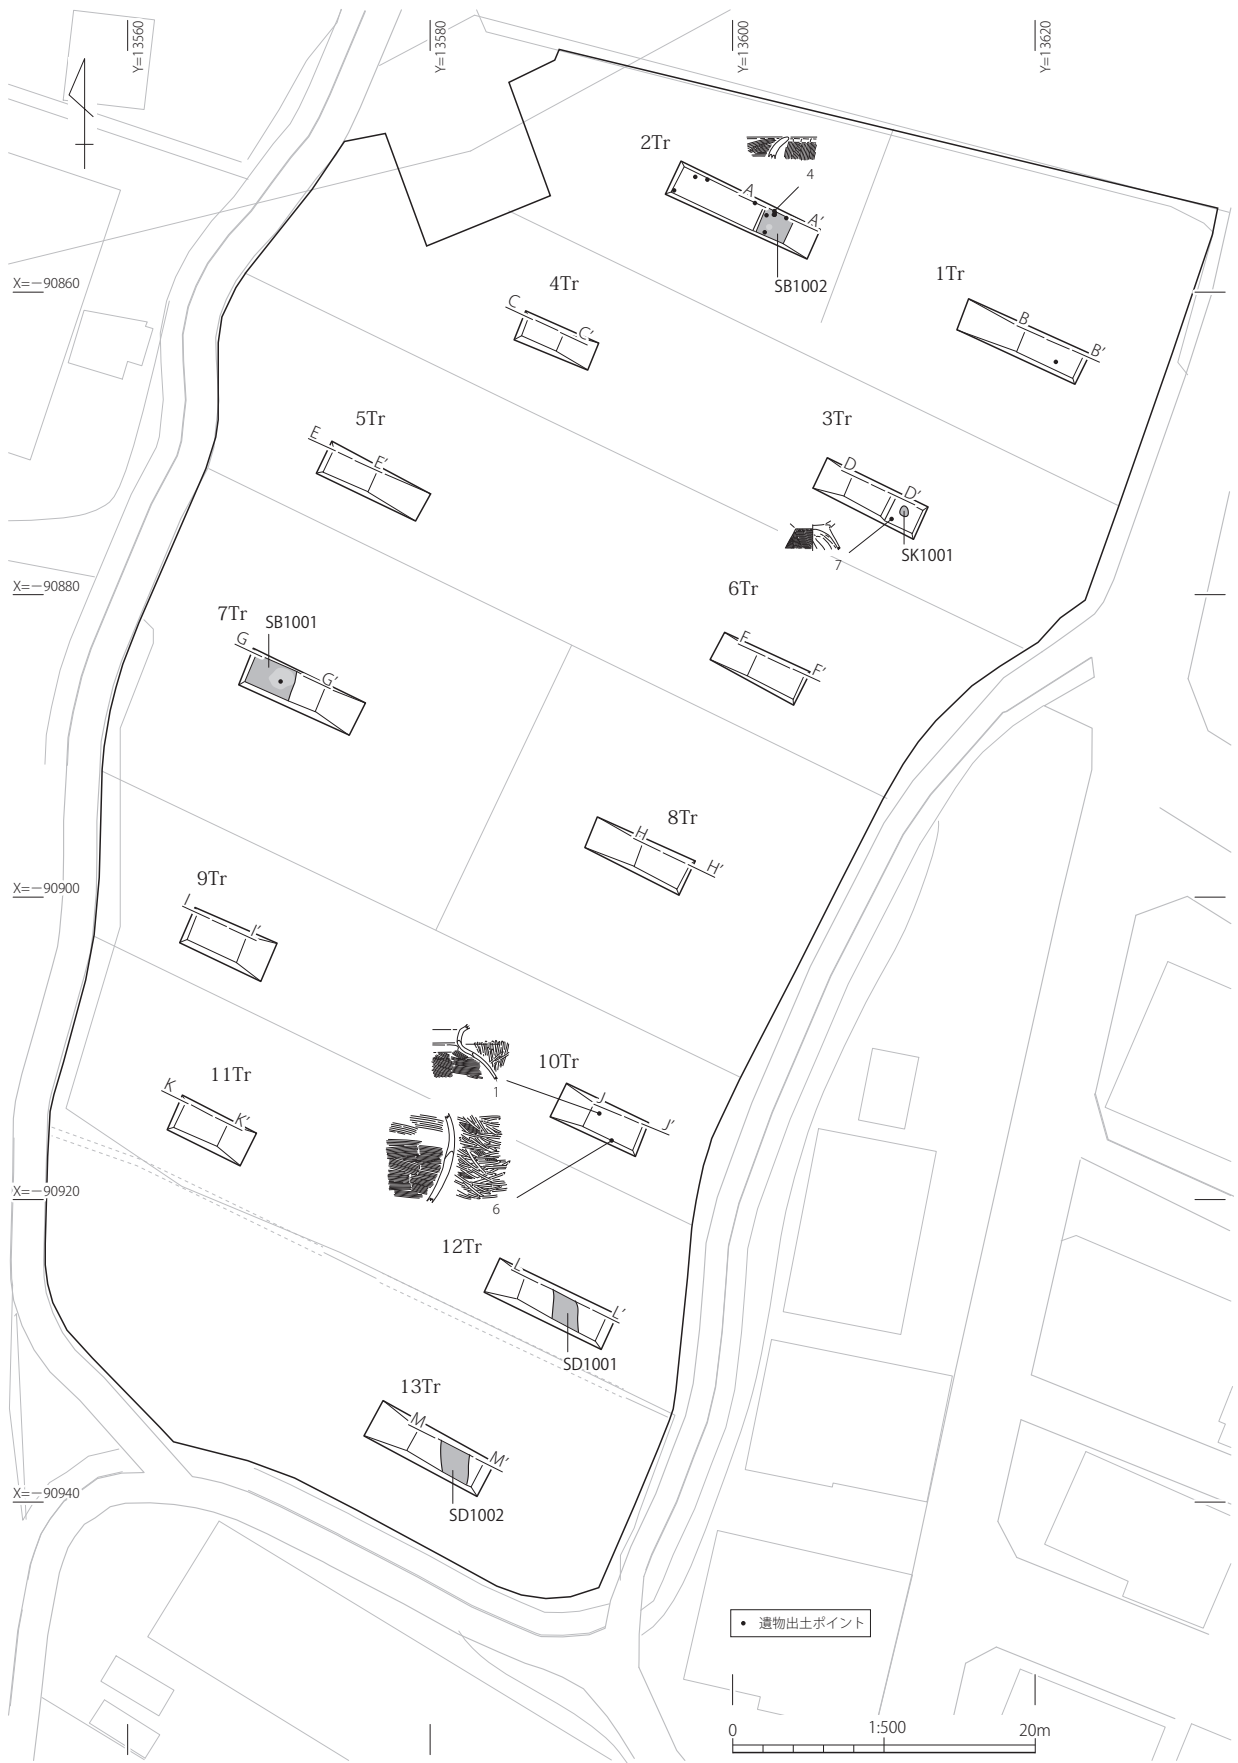 Y=13560
Y=13580
Y=13600
Y=13620
2Tr
4
A
A′
SB1002
X=−90860
4Tr
C
C′
1Tr
B
B′
5Tr
E
E′
3Tr
D
D′
7
SK1001
X=−90880
6Tr
F
F′
7Tr
SB1001
G
G′
8Tr
H
H′
X=−90900
9Tr
I
I′
1
10Tr
J
J′
11Tr
K
K′
X=−90920
6
12Tr
L
L′
SD1001
13Tr
M
M′
X=−90940
SD1002
• 遺物出土ポイント
0 1:500 20m